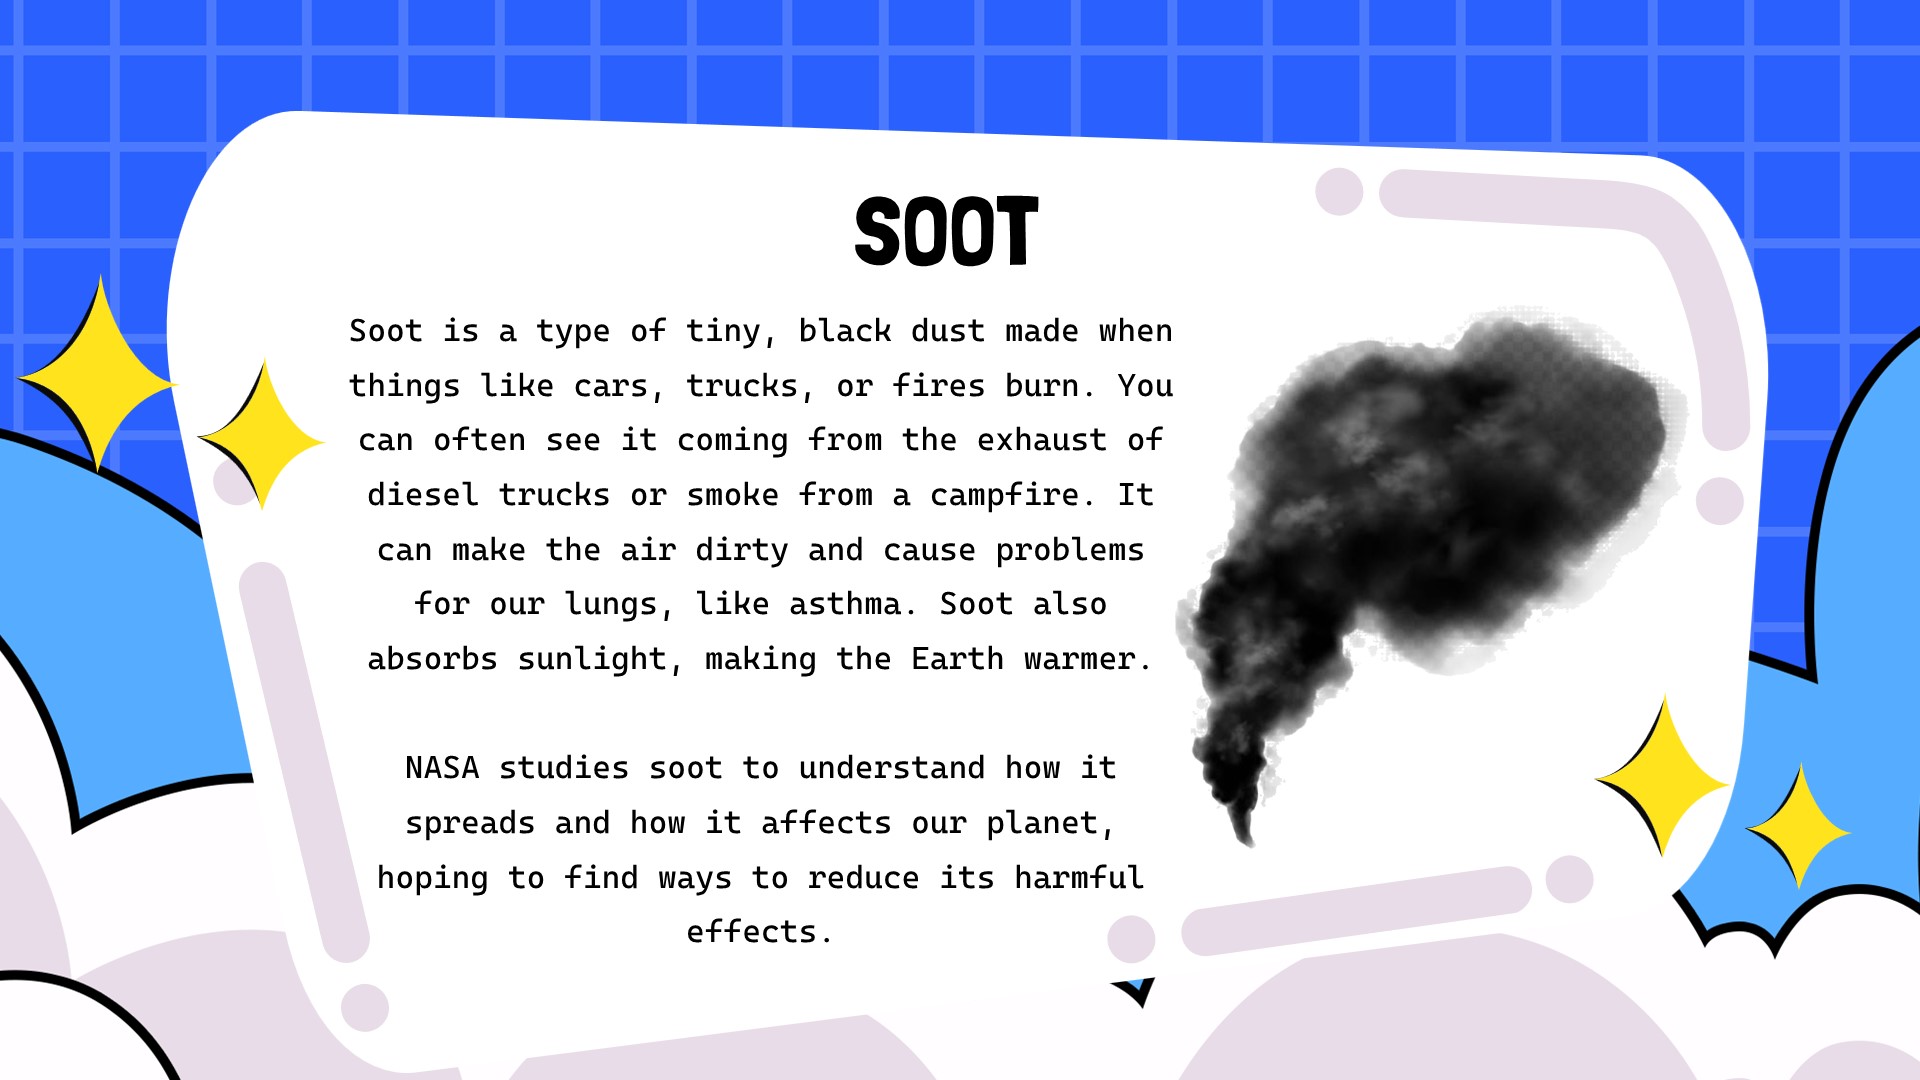 SOOT
Soot is a type of tiny, black dust made when
things like cars, trucks, or fires burn. You
can often see it coming from the exhaust of
diesel trucks or smoke from a campfire. It
can make the air dirty and cause problems
for our lungs, like asthma. Soot also
absorbs sunlight, making the Earth warmer.
NASA studies soot to understand how it
spreads and how it affects our planet,
hoping to find ways to reduce its harmful
effects.